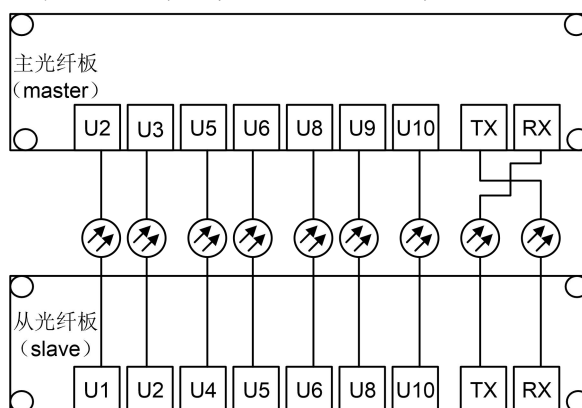 主光纤板
（master）
U2 U3 U5 U6 U8 U9 U10 TX RX
从光纤板
（slave）
U1 U2 U4 U5 U6 U8 U10 TX RX